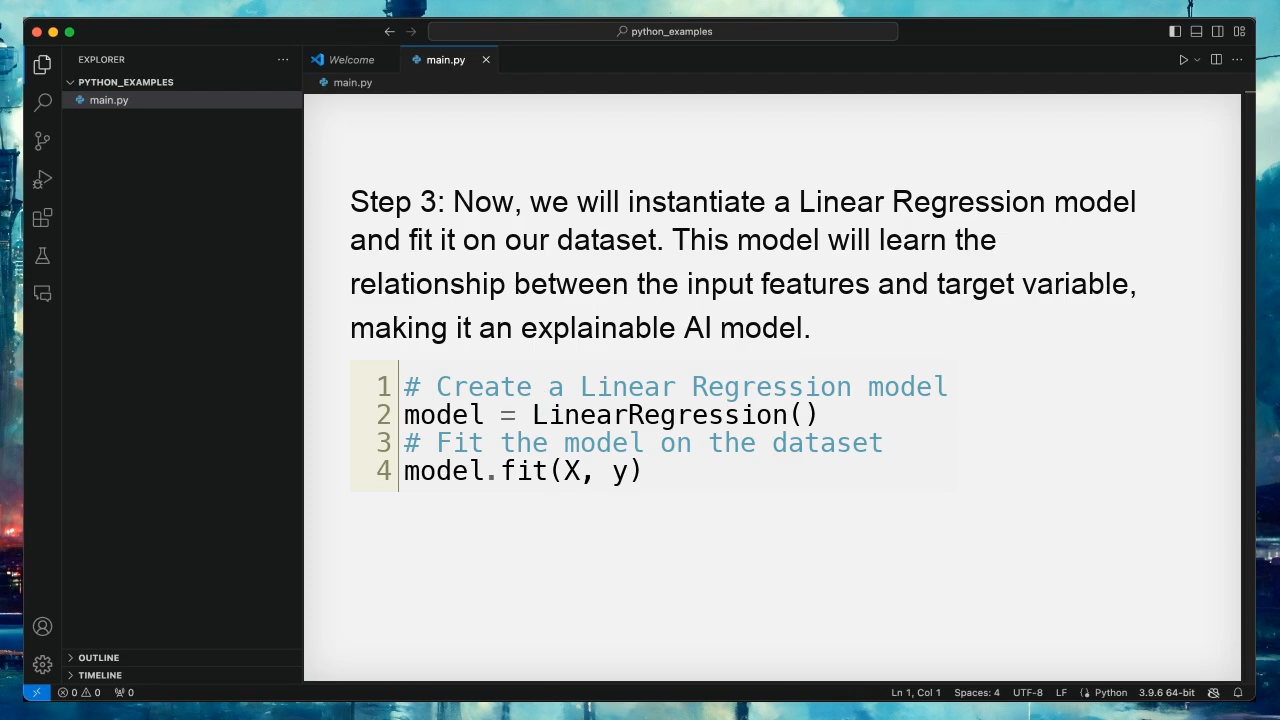 python_examples
EXPLORER
Welcome
main.py
PYTHON_EXAMPLES
main.py
main.py
Step 3: Now, we will instantiate a Linear Regression model
and fit it on our dataset. This model will learn the
relationship between the input features and target variable,
making it an explainable AI model.
1 # Create a Linear Regression model
2 model = LinearRegression()
3 # Fit the model on the dataset
4 model.fit(X, y)
OUTLINE
TIMELINE
0 0 0 Ln 1, Col 1 Spaces: 4 UTF-8 LF Python 3.9.6 64-bit